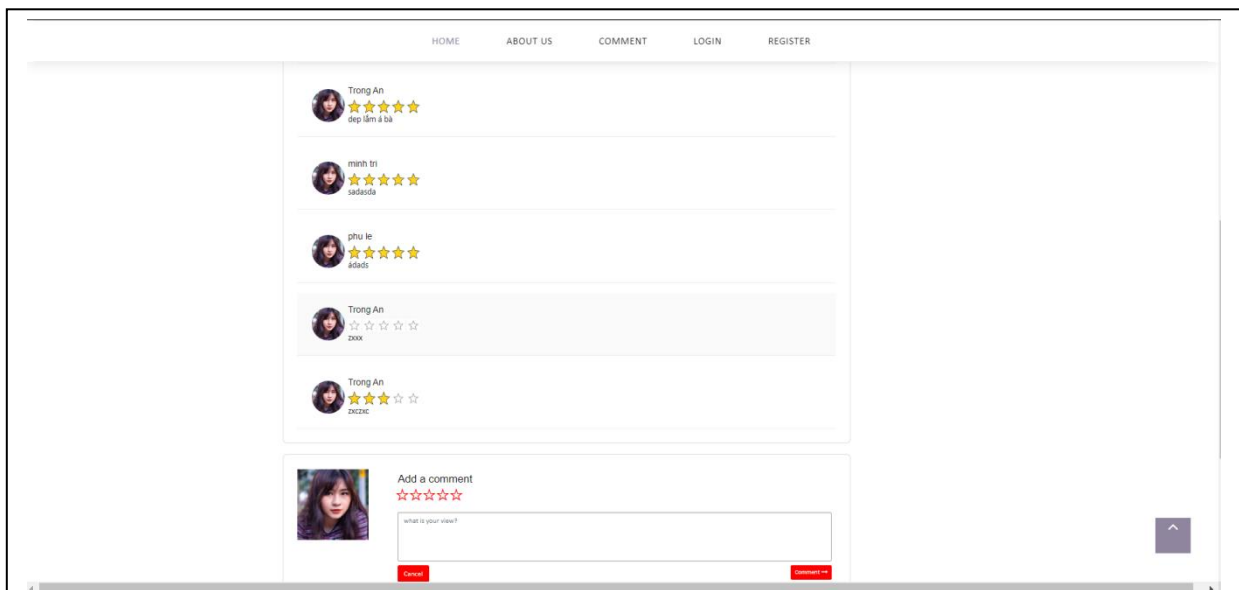 HOME ABOUT US COMMENT LOGIN REGISTER
Trong An
dep lắm á bà
minh tri
sadasda
phu le
ádads
Trong An
zxxx
Trong An
zxczxc
Add a comment
what is your view?
Cancel Comment